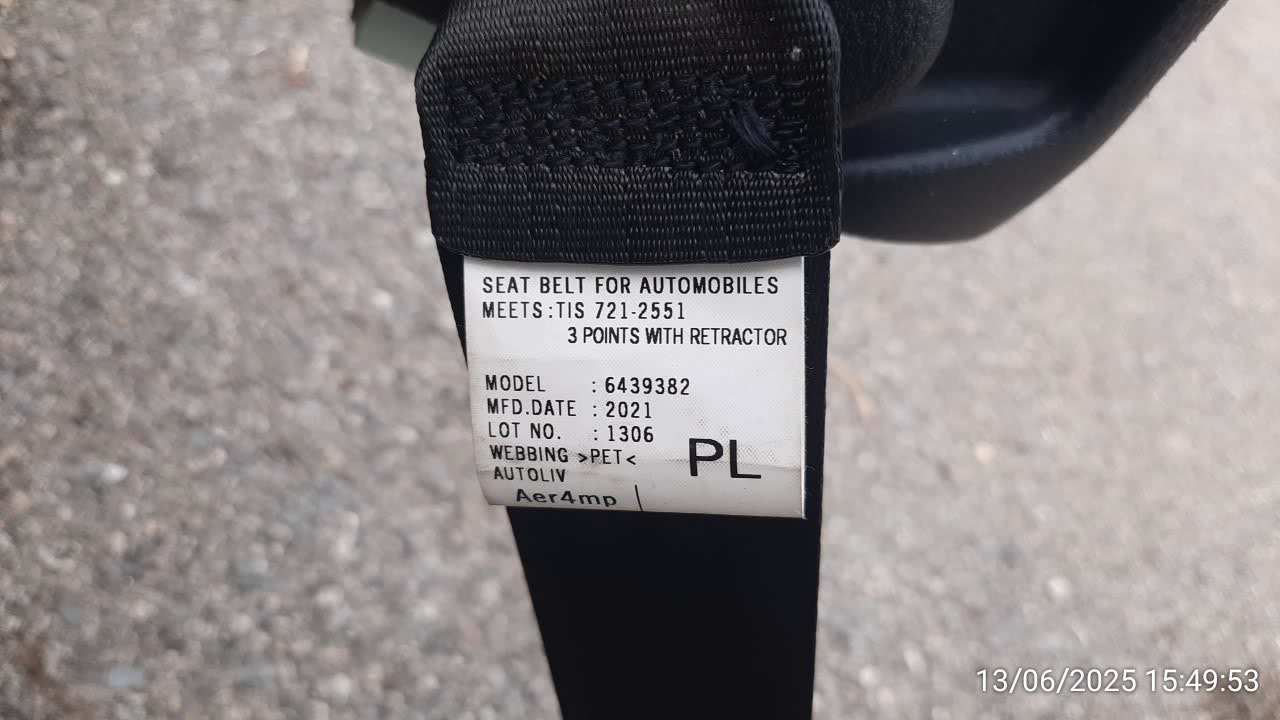 SEAT BELT FOR AUTOMOBILES
MEETS:TIS 721-2551
3 POINTS WITH RETRACTOR
MODEL : 6439382
MFD.DATE : 2021
LOT NO. : 1306
WEBBING >PET<
PL
AUTOLIV
Aer4mp
13/06/2025 15:49:53